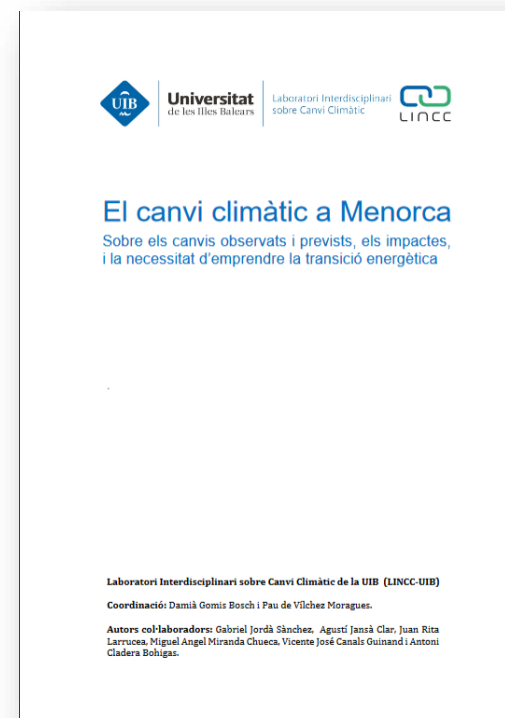 UIB
Universitat
de les Illes Balears
Laboratori Interdisciplinari
sobre Canvi Climàtic
LINCC
El canvi climàtic a Menorca
Sobre els canvis observats i prevists, els impactes,
i la necessitat d'emprendre la transició energètica
Laboratori Interdisciplinari sobre Canvi Climàtic de la UIB (LINCC-UIB)
Coordinació: Damià Gomis Bosch i Pau de Vílchez Moragues.
Autors col·laboradors: Gabriel Jordà Sànchez, Agustí Jansà Clar, Juan Rita
Larrucea, Miguel Angel Miranda Chueca, Vicente José Canals Guinand i Antoni
Cladera Bohigas.